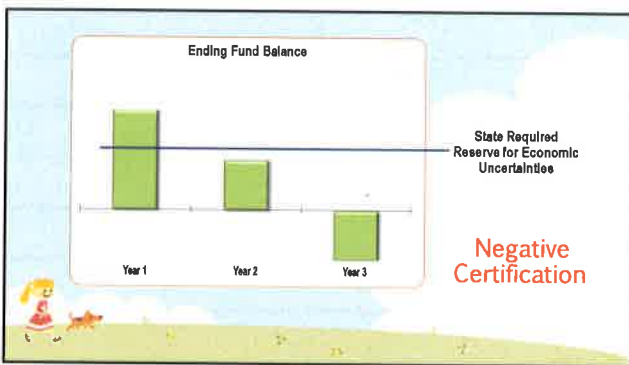 Ending Fund Balance
State Required
Reserve for Economic
Uncertainties
Year 1
Year 2
Year 3
Negative
Certification